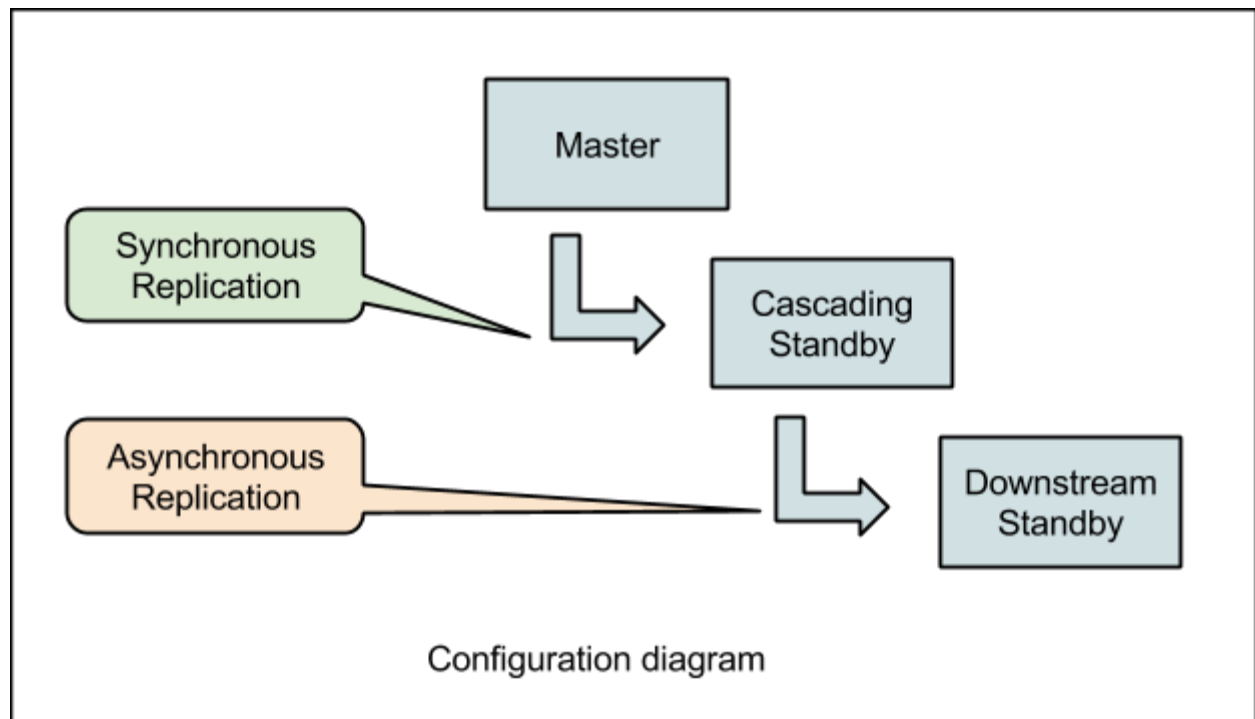 Master
Synchronous
Replication
Cascading
Standby
Asynchronous
Replication
Downstream
Standby
Configuration diagram